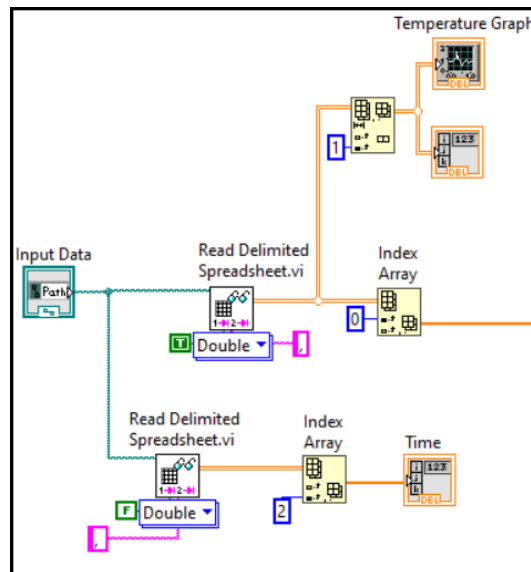 Temperature Graph
DBL
1
123
DBL
Input Data
Path
Read Delimited
Spreadsheet.vi
Index
Array
0
T
Double
,
Read Delimited
Spreadsheet.vi
Index
Array
Time
123
DBL
2
F
Double
,